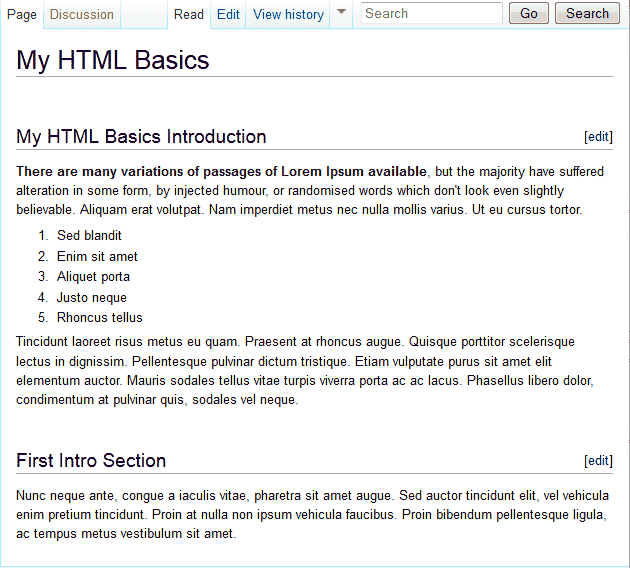 Page Discussion Read Edit View history Search Go Search
My HTML Basics
My HTML Basics Introduction [edit]
There are many variations of passages of Lorem Ipsum available, but the majority have suffered
alteration in some form, by injected humour, or randomised words which don't look even slightly
believable. Aliquam erat volutpat. Nam imperdiet metus nec nulla mollis varius. Ut eu cursus tortor.
1. Sed blandit
2. Enim sit amet
3. Aliquet porta
4. Justo neque
5. Rhoncus tellus
Tincidunt laoreet risus metus eu quam. Praesent at rhoncus augue. Quisque porttitor scelerisque
lectus in dignissim. Pellentesque pulvinar dictum tristique. Etiam vulputate purus sit amet elit
elementum auctor. Mauris sodales tellus vitae turpis viverra porta ac ac lacus. Phasellus libero dolor,
condimentum at pulvinar quis, sodales vel neque.
First Intro Section [edit]
Nunc neque ante, congue a iaculis vitae, pharetra sit amet augue. Sed auctor tincidunt elit, vel vehicula
enim pretium tincidunt. Proin at nulla non ipsum vehicula faucibus. Proin bibendum pellentesque ligula,
ac tempus metus vestibulum sit amet.